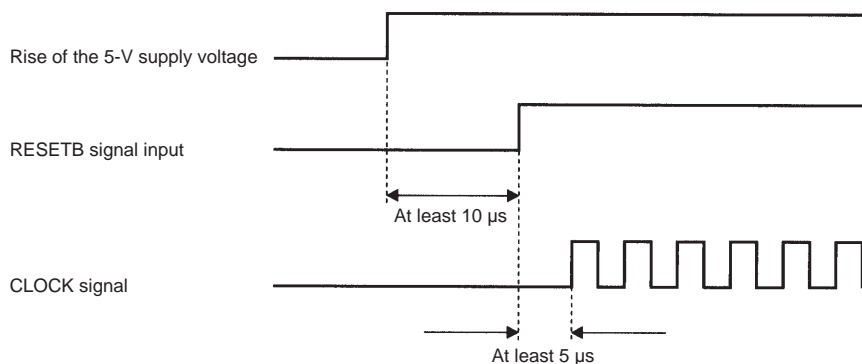 Rise of the 5-V supply voltage
RESETB signal input
At least 10 µs
CLOCK signal
At least 5 µs